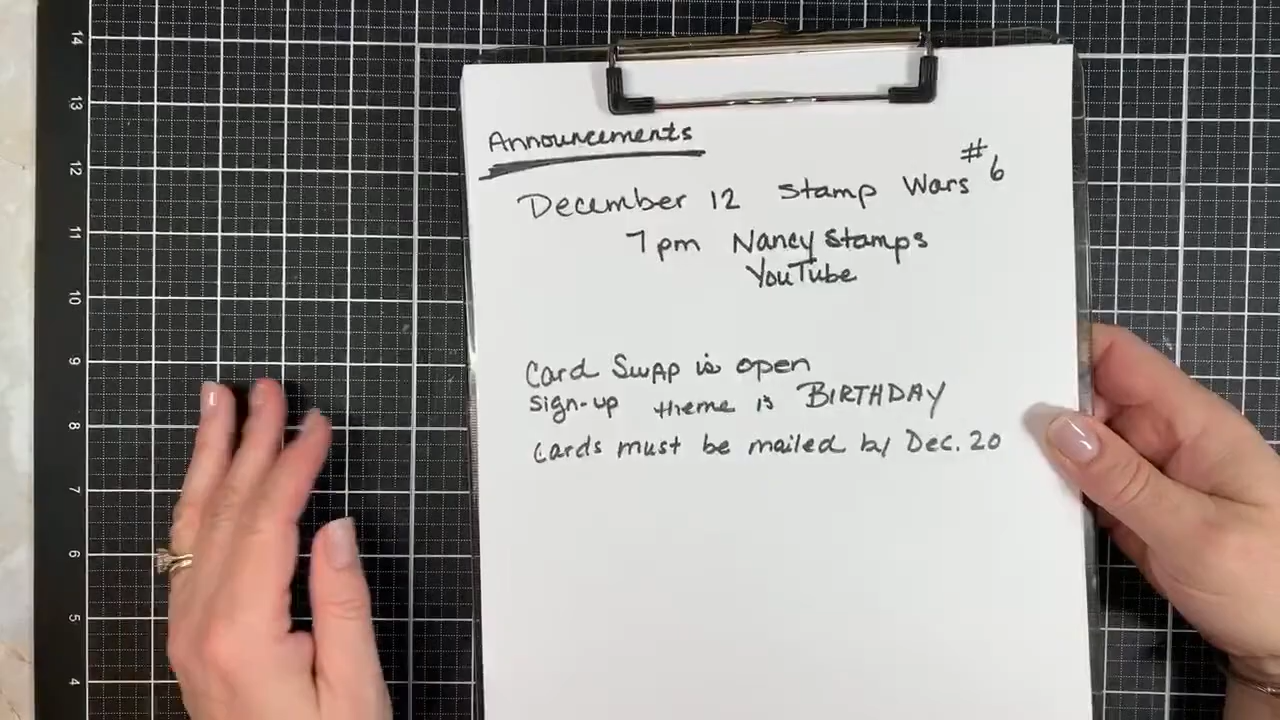 Announcements
December 12 Stamp Wars #6
7pm Nancy Stamps
YouTube
Card Swap is open
sign-up theme is BIRTHDAY
Cards must be mailed by Dec. 20
14
13
12
11
10
9
8
7
6
5
4